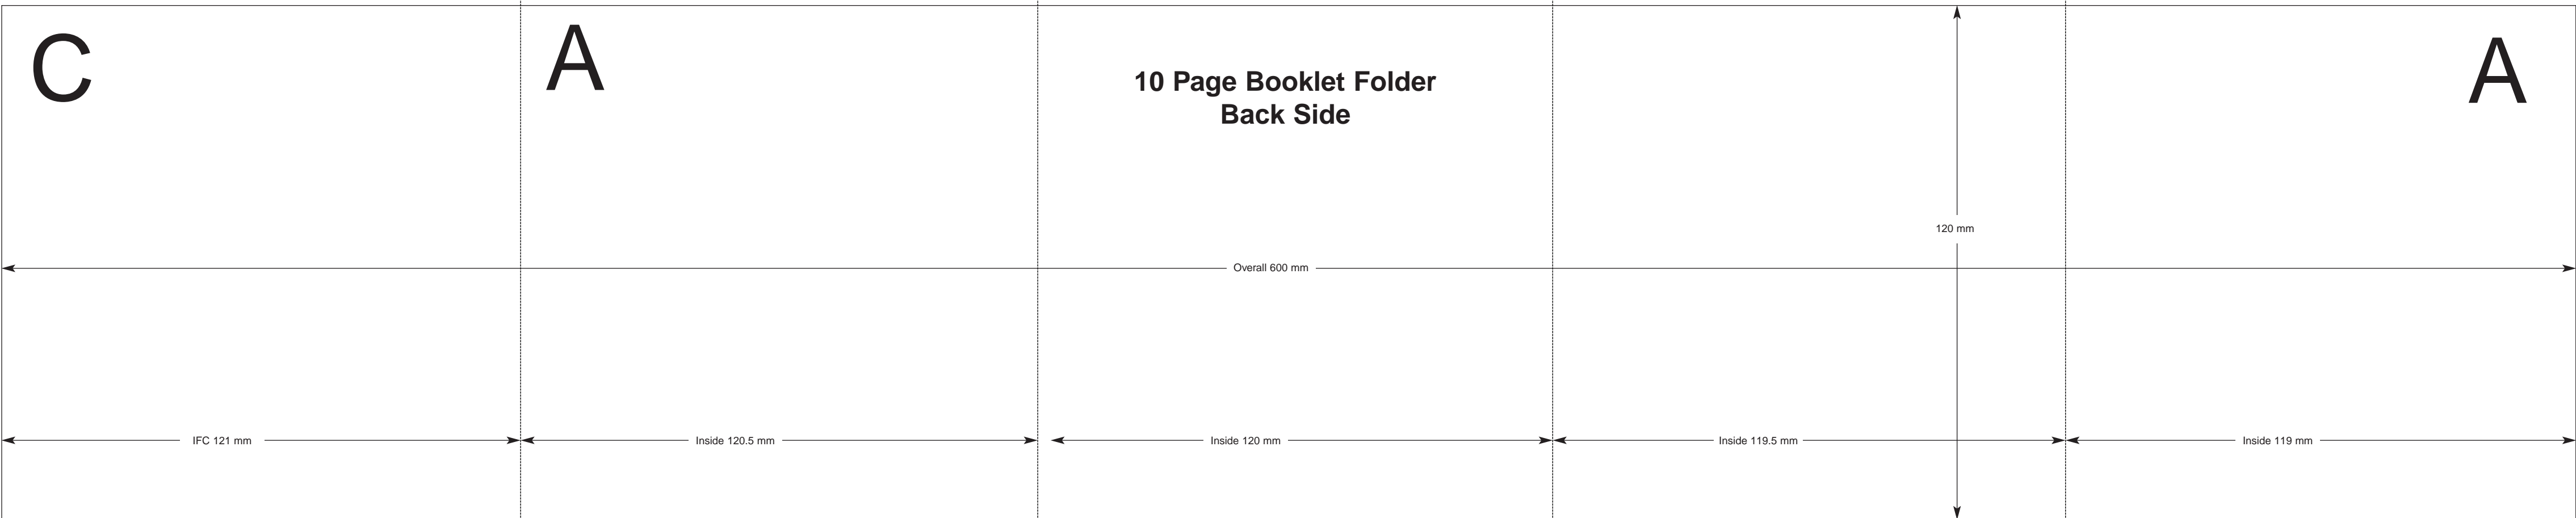 C
A
10 Page Booklet Folder
Back Side
A
120 mm
Overall 600 mm
IFC 121 mm
Inside 120.5 mm
Inside 120 mm
Inside 119.5 mm
Inside 119 mm